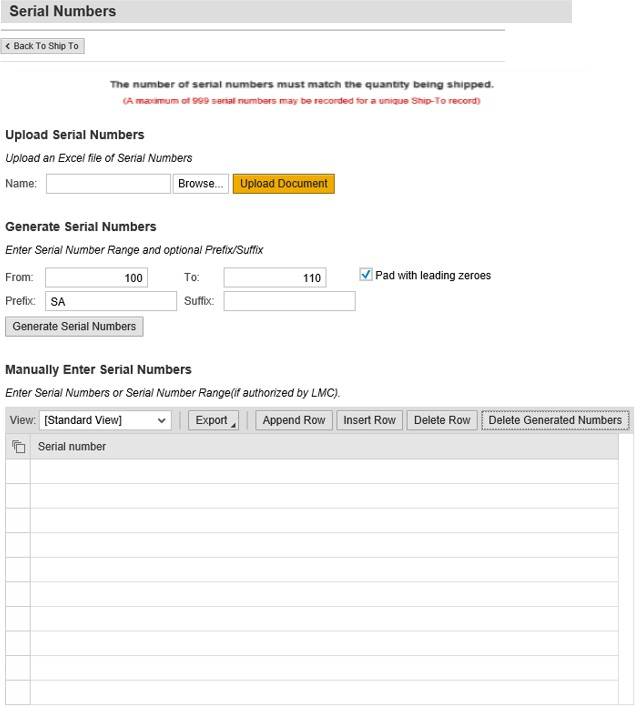 Serial Numbers
Back To Ship To
The number of serial numbers must match the quantity being shipped.
(A maximum of 999 serial numbers may be recorded for a unique Ship-To record)
Upload Serial Numbers
Upload an Excel file of Serial Numbers
Name: Browse... Upload Document
Generate Serial Numbers
Enter Serial Number Range and optional Prefix/Suffix
From: 100 To: 110 Pad with leading zeroes
Prefix: SA Suffix:
Generate Serial Numbers
Manually Enter Serial Numbers
Enter Serial Numbers or Serial Number Range(if authorized by LMC).
View: [Standard View] Export Append Row Insert Row Delete Row Delete Generated Numbers
Serial number